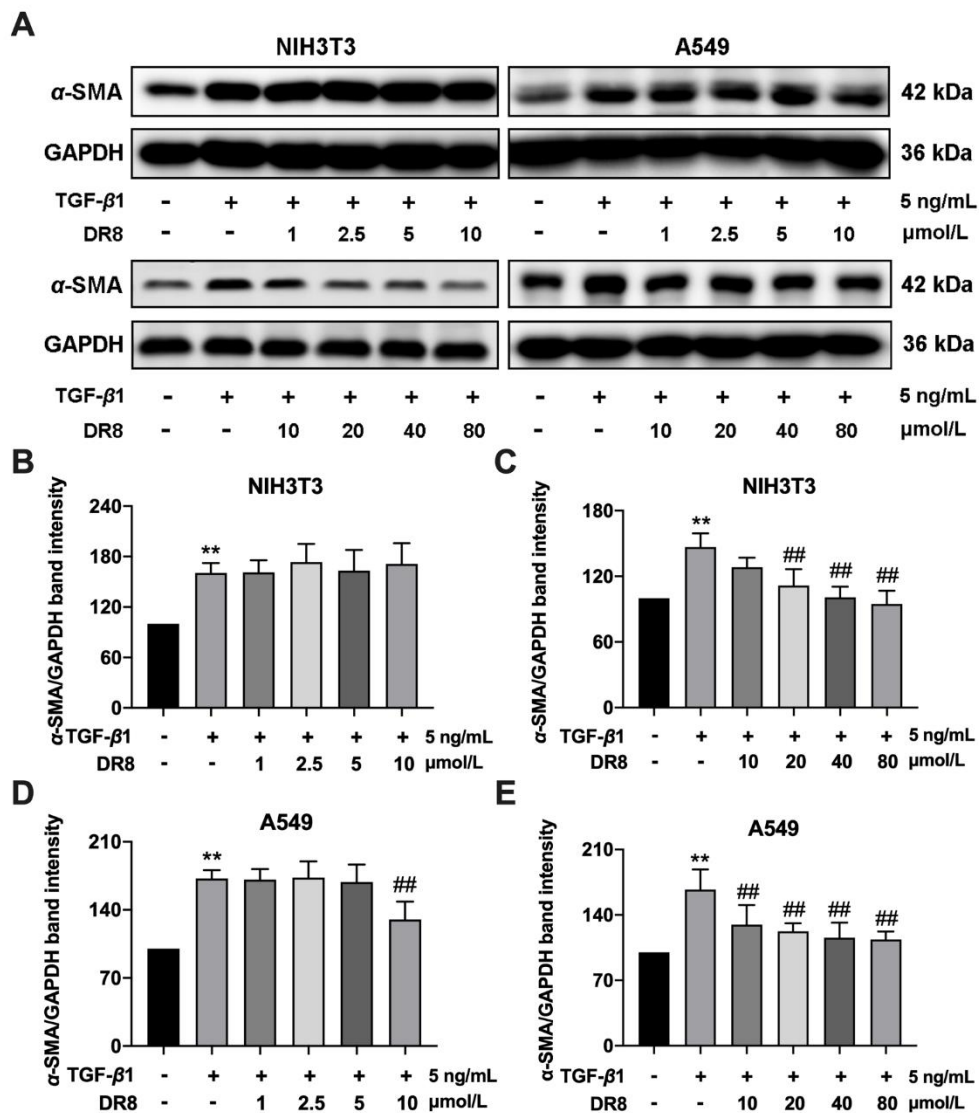 A
NIH3T3 A549
α-SMA 42 kDa
GAPDH 36 kDa
TGF-β1 - + + + + + - + + + + + 5 ng/mL
DR8 - - 1 2.5 5 10 - - 1 2.5 5 10 μmol/L
α-SMA 42 kDa
GAPDH 36 kDa
TGF-β1 - + + + + + - + + + + + 5 ng/mL
DR8 - - 10 20 40 80 - - 10 20 40 80 μmol/L
B
NIH3T3
α-SMA/GAPDH band intensity
240
180
120
60
0
**
TGF-β1 - + + + + + 5 ng/mL
DR8 - - 1 2.5 5 10 μmol/L
C
NIH3T3
α-SMA/GAPDH band intensity
180
120
60
0
** ## ## ##
TGF-β1 - + + + + + 5 ng/mL
DR8 - - 10 20 40 80 μmol/L
D
A549
α-SMA/GAPDH band intensity
210
140
70
0
** ##
TGF-β1 - + + + + + 5 ng/mL
DR8 - - 1 2.5 5 10 μmol/L
E
A549
α-SMA/GAPDH band intensity
210
140
70
0
** ## ## ## ##
TGF-β1 - + + + + + 5 ng/mL
DR8 - - 10 20 40 80 μmol/L